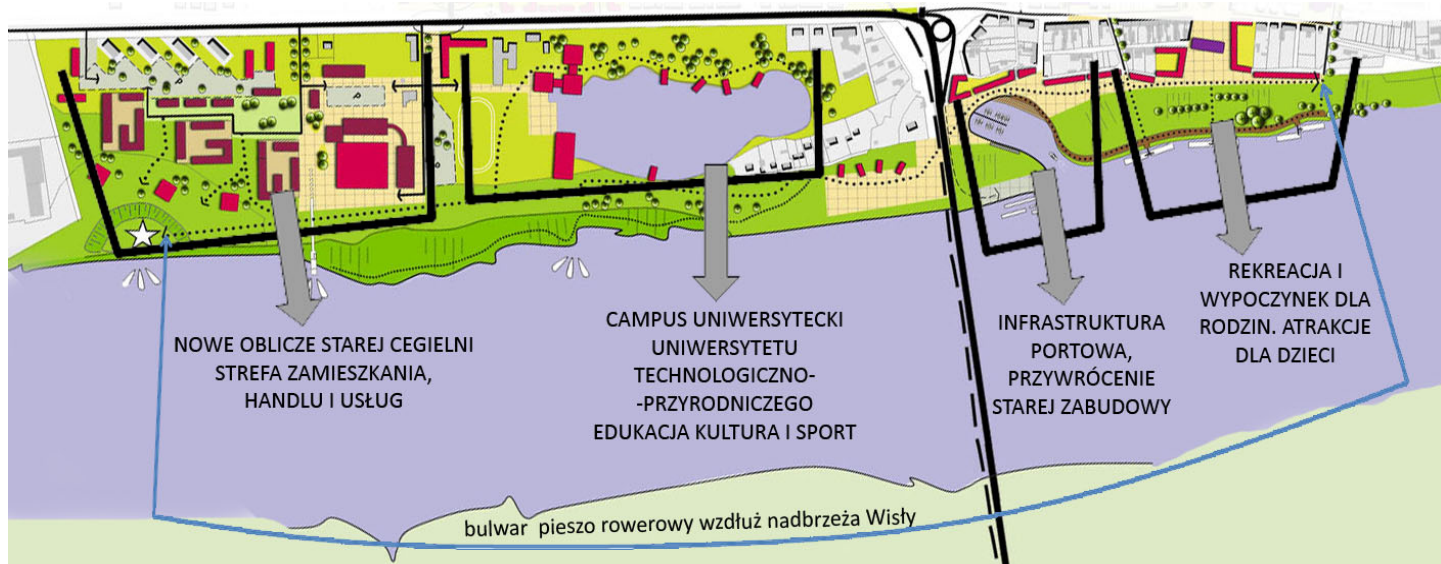 NOWE OBLICZE STAREJ CEGIELNI
STREFA ZAMIESZKANIA,
HANDLU I USŁUG
CAMPUS UNIWERSYTECKI
UNIWERSYTETU
TECHNOLOGICZNO-
-PRZYRODNICZEGO
EDUKACJA KULTURA I SPORT
INFRASTRUKTURA
PORTOWA,
PRZYWRÓCENIE
STAREJ ZABUDOWY
REKREACJA I
WYPOCZYNEK DLA
RODZIN. ATRAKCJE
DLA DZIECI
bulwar pieszo rowerowy wzdłuż nadbrzeża Wisły